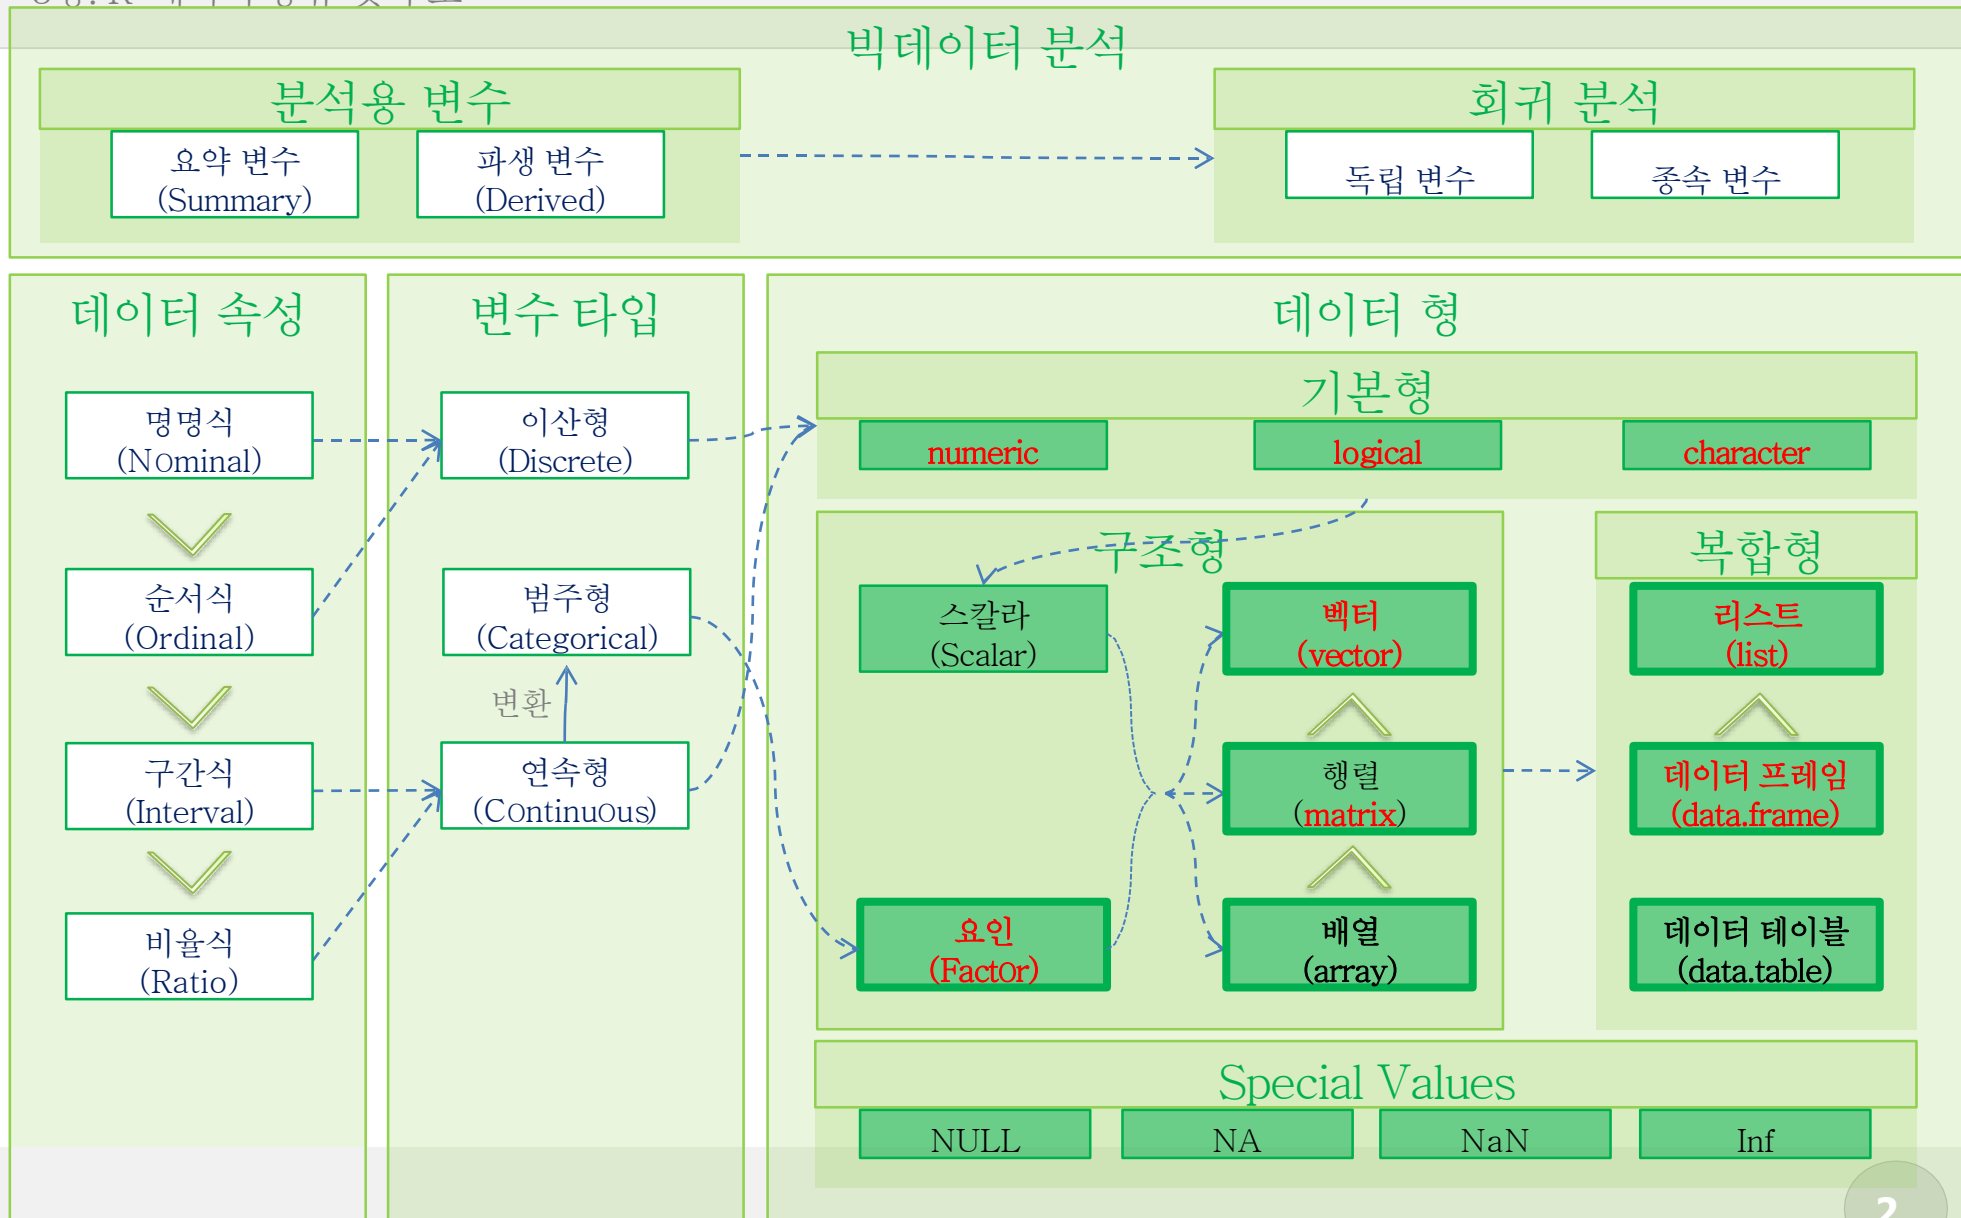 빅데이터 분석
분석용 변수
요약 변수
(Summary)
파생 변수
(Derived)
회귀 분석
독립 변수
종속 변수
데이터 속성
명명식
(NOminal)
순서식
(Ordinal)
구간식
(Interval)
비율식
(Ratio)
변수 타입
이산형
(Discrete)
범주형
(Categorical)
변환
연속형
(COntinuOus)
데이터 형
기본형
numeric
logical
character
구조형
스칼라
(Scalar)
벡터
(vector)
행렬
(matrix)
요인
(FactOr)
배열
(array)
복합형
리스트
(list)
데이터 프레임
(data.frame)
데이터 테이블
(data.table)
Special Values
NULL
NA
NaN
Inf
2